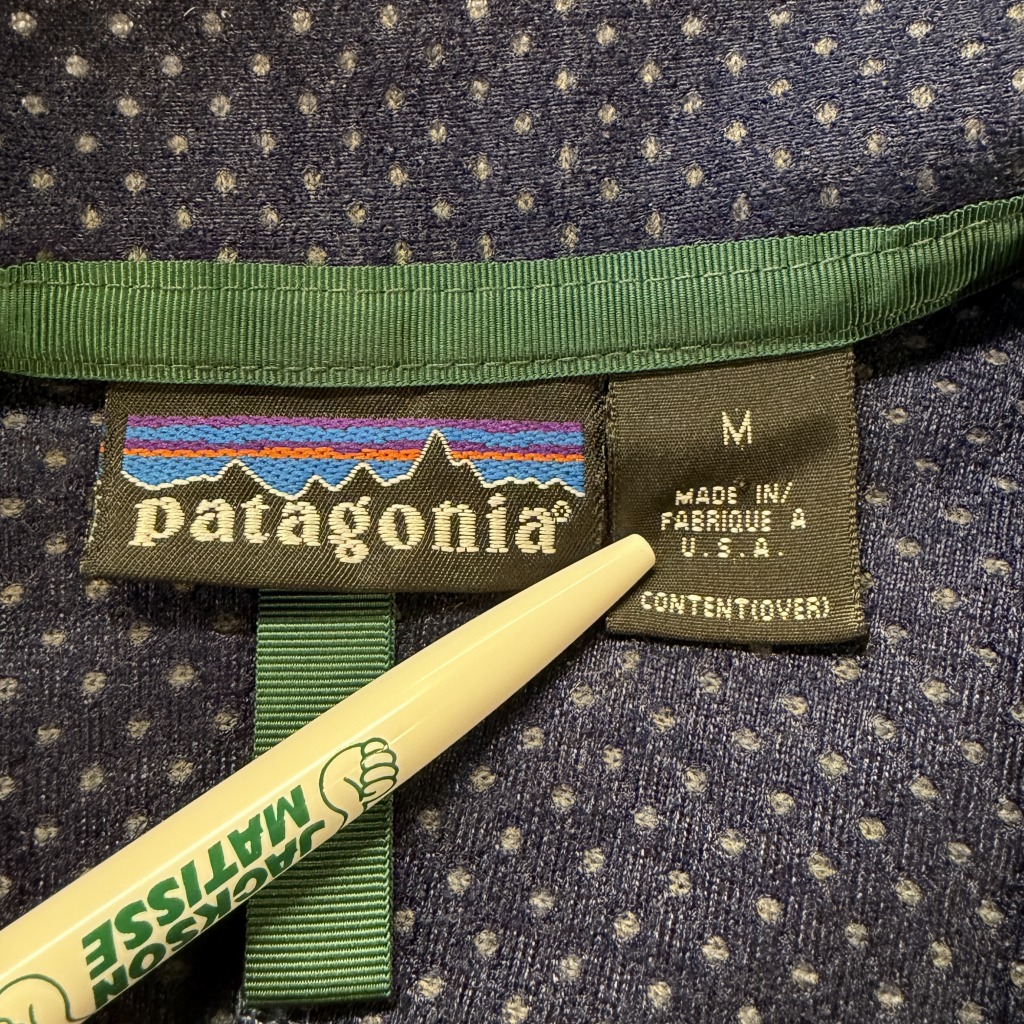 patagonia®
M
MADE IN/
FABRIQUE A
U.S.A.
CONTENT(OVER)
JACKSON
MATISSE